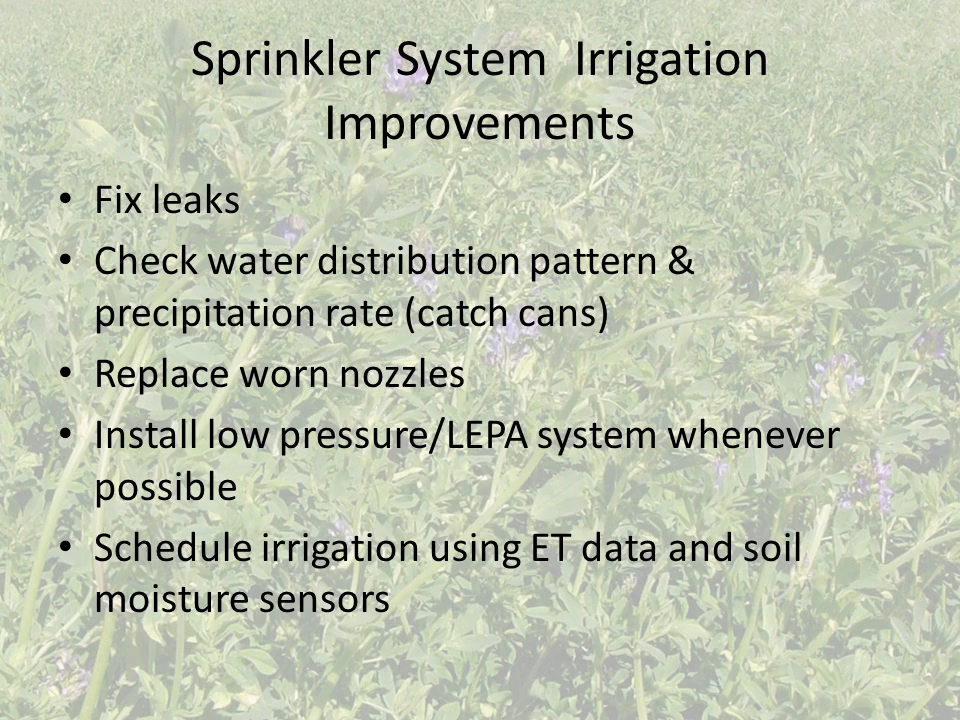 Sprinkler System  Irrigation
Improvements
• Fix leaks
• Check water distribution pattern &
precipitation rate (catch cans)
• Replace worn nozzles
• Install low pressure/LEPA system whenever
possible
• Schedule irrigation using ET data and soil
moisture sensors